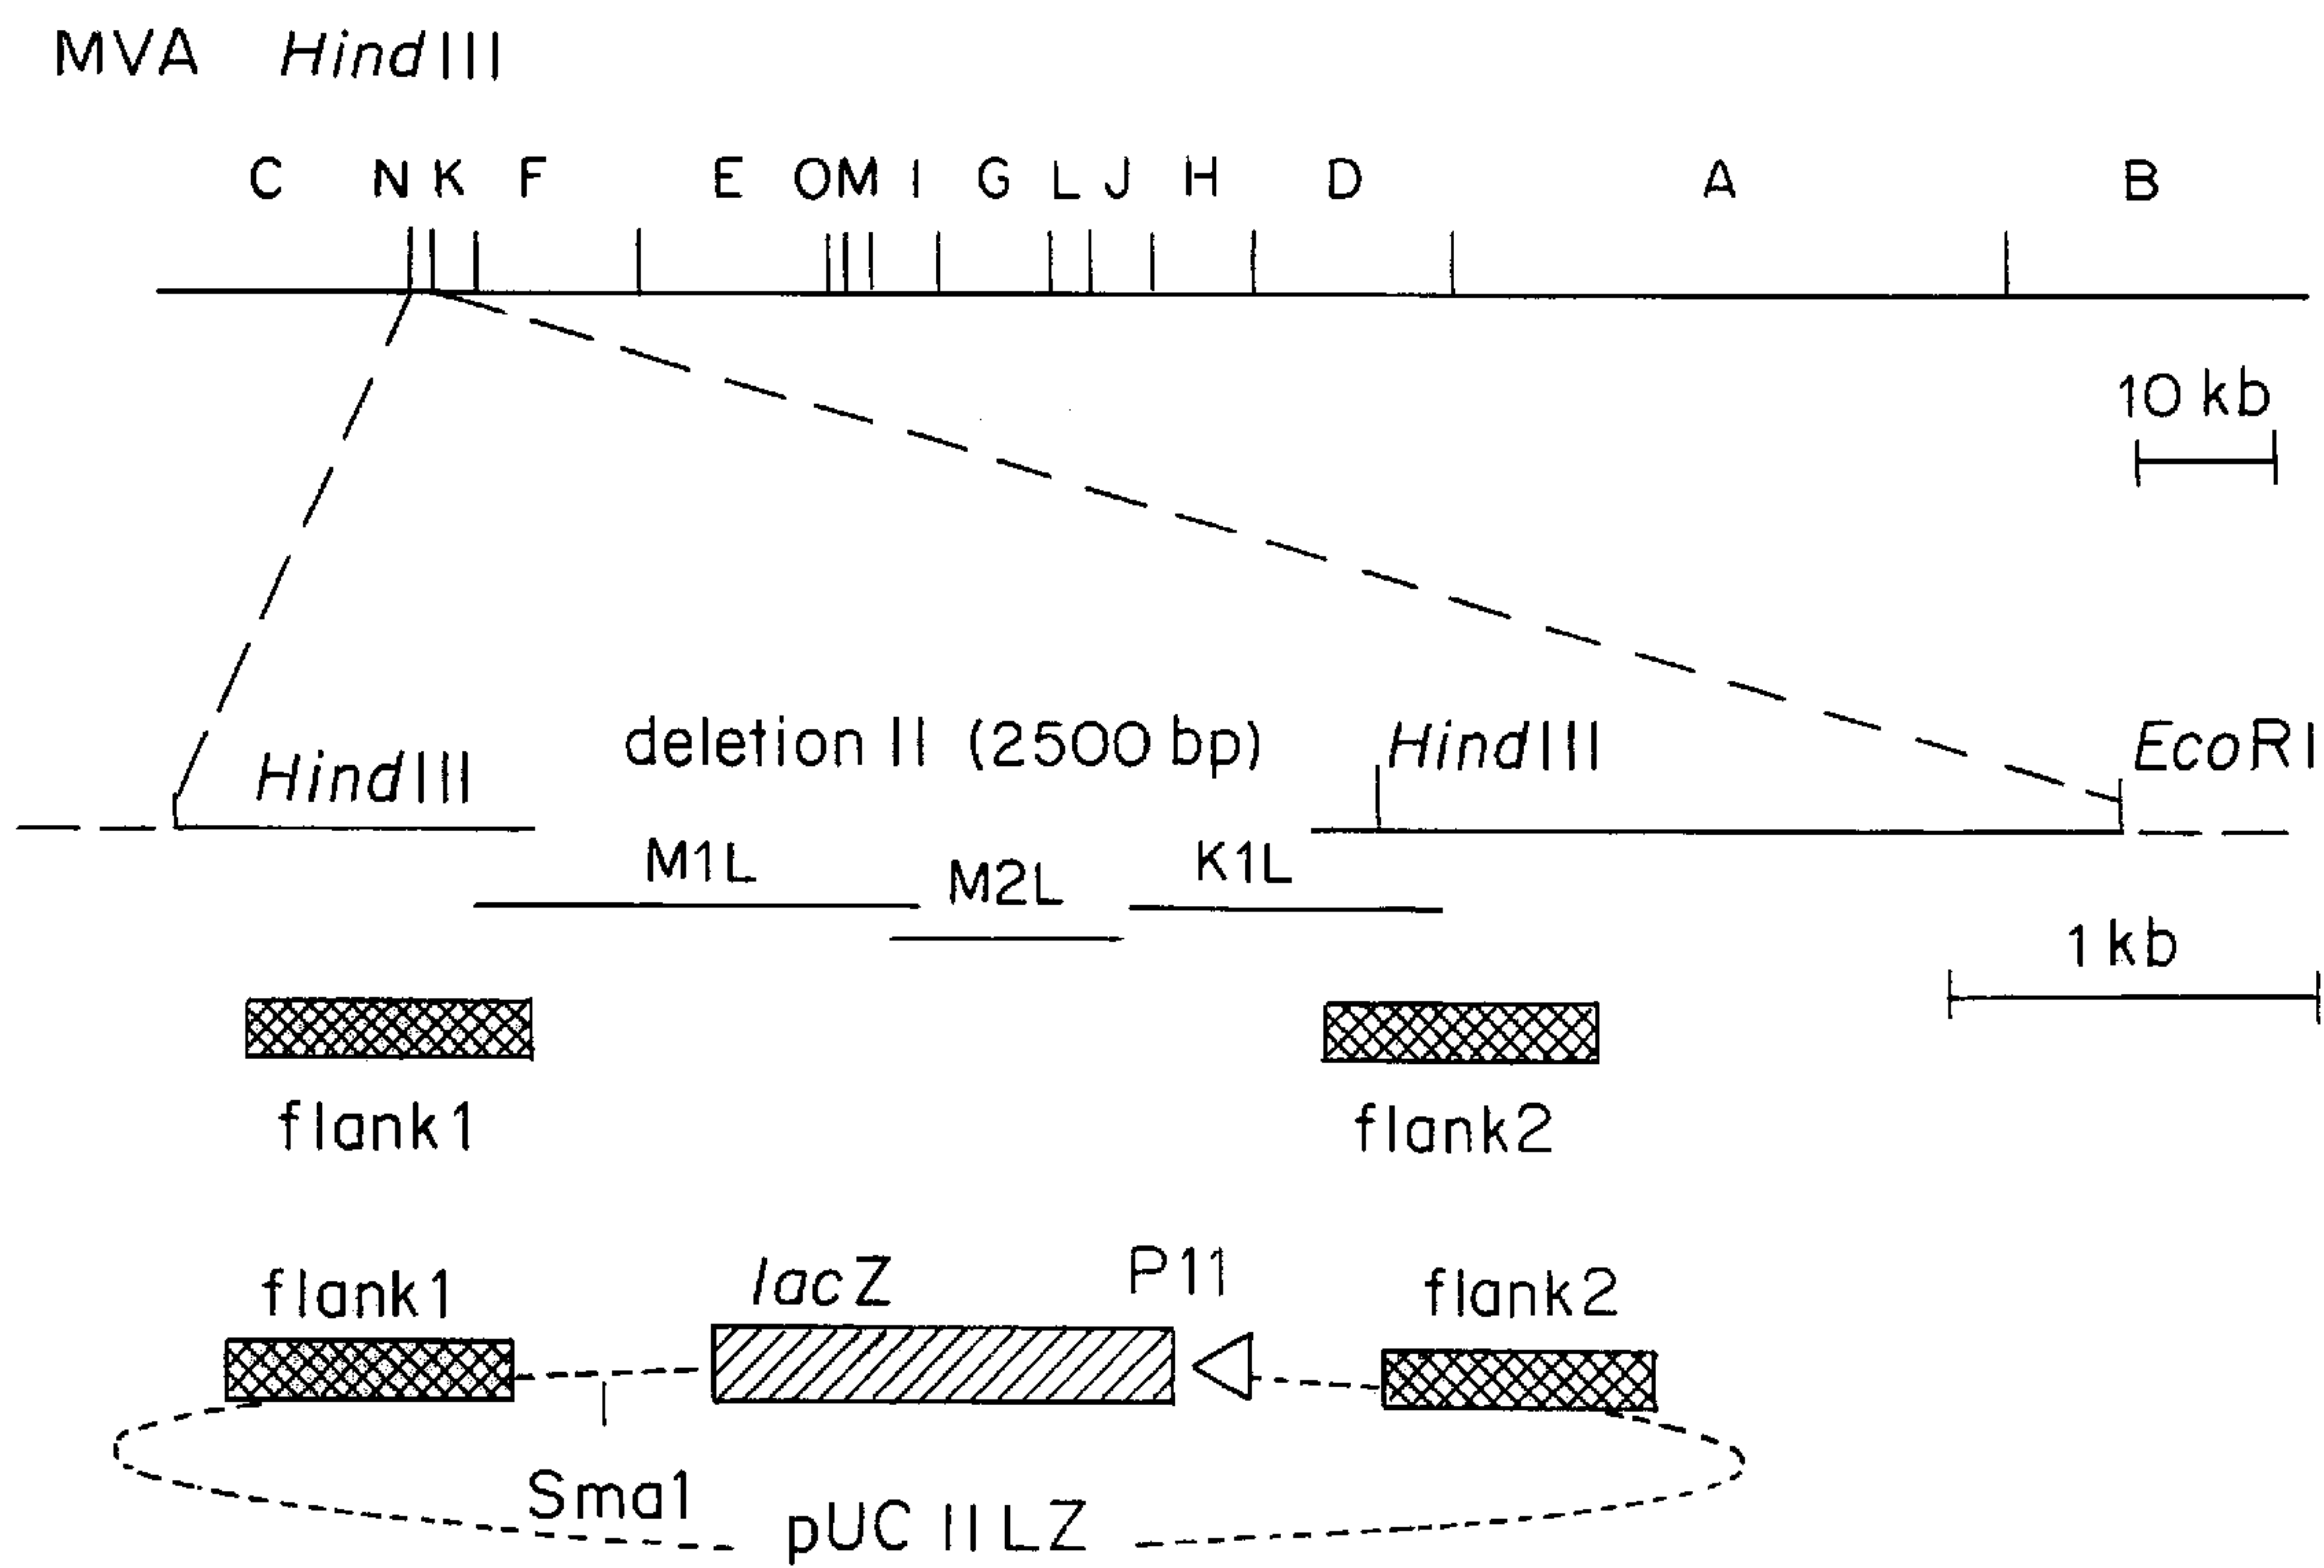 MVA HindIII
C N K F E O M I G L J H D A B
10 kb
deletion II (2500 bp)
HindIII
HindIII
EcoRI
M1L
M2L
K1L
1 kb
flank1
flank2
flank1
lacZ
P11
flank2
Sma1
pUC II LZ